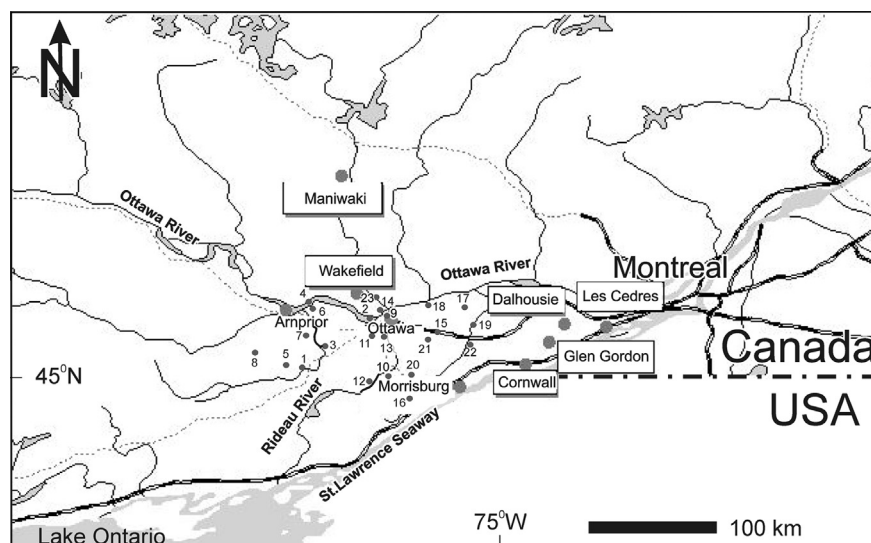 N
Maniwaki
Ottawa River
Wakefield
Ottawa River
Montreal
4
23
14
Dalhousie
Les Cedres
6
2
9
18
17
Arnprior
Ottawa
15
19
7
11
13
21
22
Canada
3
8
5
1
Glen Gordon
45⁰N
12
10
20
Morrisburg
Cornwall
16
USA
Rideau River
St.Lawrence Seaway
75⁰W
100 km
Lake Ontario